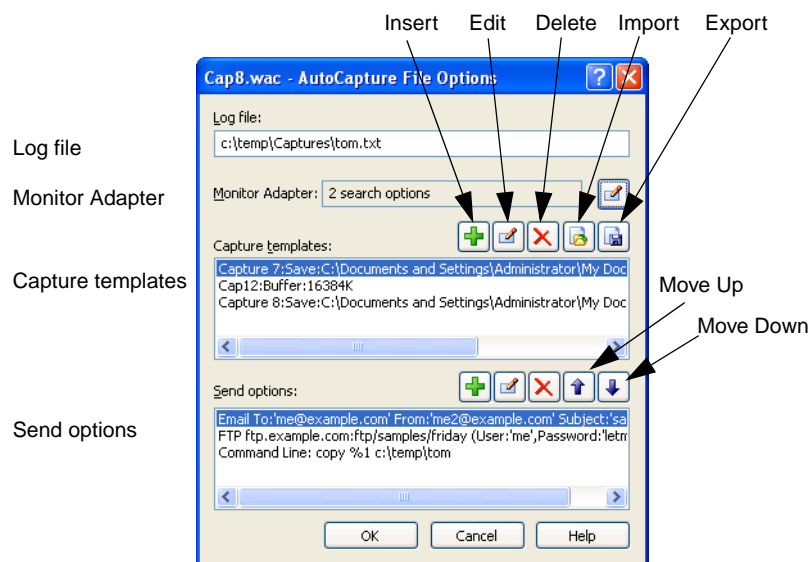 Insert Edit Delete Import Export
Cap8.wac - AutoCapture File Options
Log file:
Log file
c:\temp\Captures\tom.txt
Monitor Adapter
Monitor Adapter: 2 search options
Capture templates:
Capture templates
Capture 7:Save:C:\Documents and Settings\Administrator\My Doc
Cap12:Buffer:16384K
Capture 8:Save:C:\Documents and Settings\Administrator\My Doc
Move Up
Move Down
Send options:
Send options
Email To:'me@example.com' From:'me2@example.com' Subject:'sa
FTP ftp.example.com:ftp/samples/friday (User:'me',Password:'letm
Command Line: copy %1 c:\temp\tom
OK Cancel Help